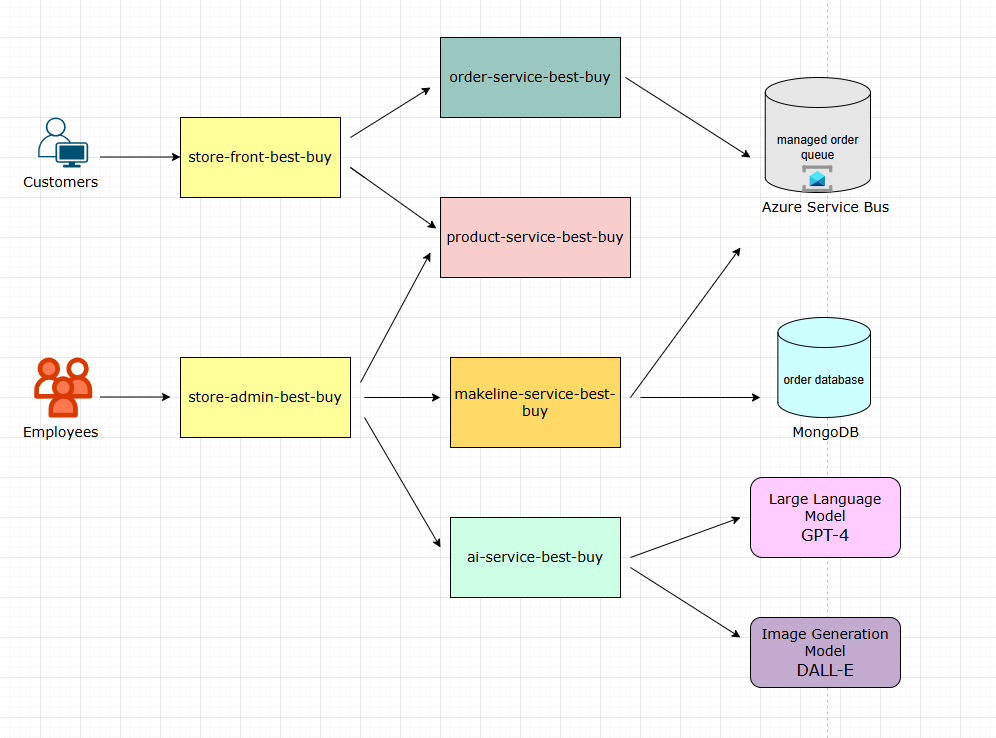 order-service-best-buy
managed order
queue
Azure Service Bus
Customers
store-front-best-buy
product-service-best-buy
Employees
store-admin-best-buy
makeline-service-best-
buy
order database
MongoDB
ai-service-best-buy
Large Language
Model
GPT-4
Image Generation
Model
DALL-E